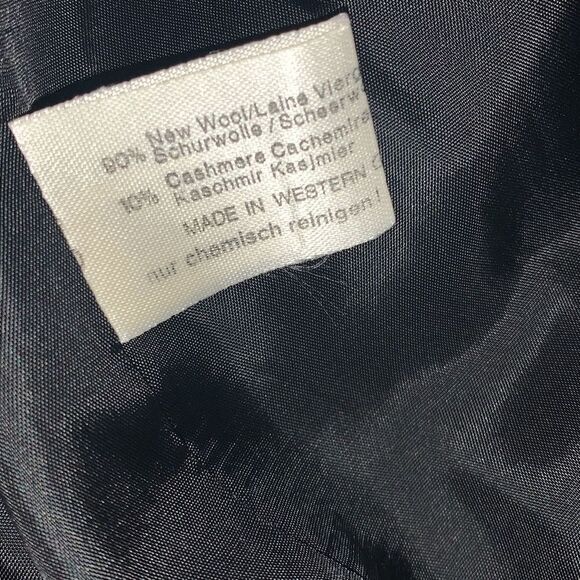 90% New Wool/Laine Vierg
Schurwolle / Scheerw
10% Cashmere Cachemire
Kaschmir Kasjmier
MADE IN WESTERN G
nur chemisch reinigen !